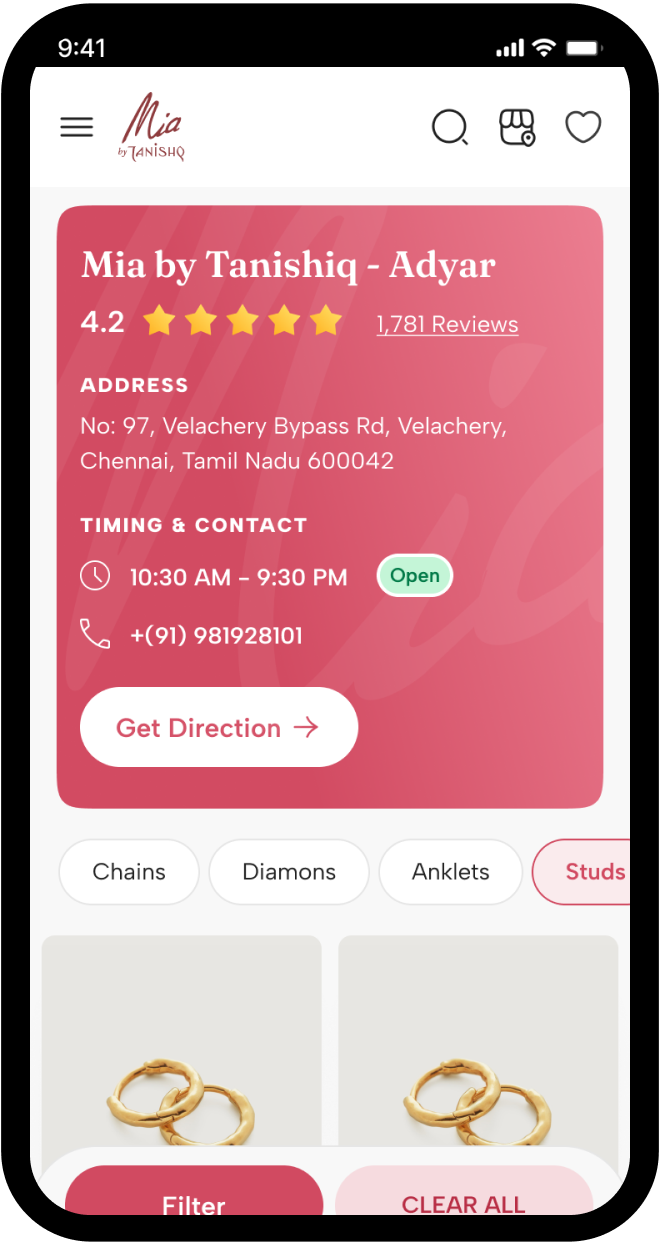 9:41
Mia
by TANISHQ
Mia by Tanishiq - Adyar
4.2 1,781 Reviews
ADDRESS
No: 97, Velachery Bypass Rd, Velachery,
Chennai, Tamil Nadu 600042
TIMING & CONTACT
10:30 AM – 9:30 PM Open
+(91) 981928101
Get Direction →
Chains Diamons Anklets Studs
Filter CLEAR ALL